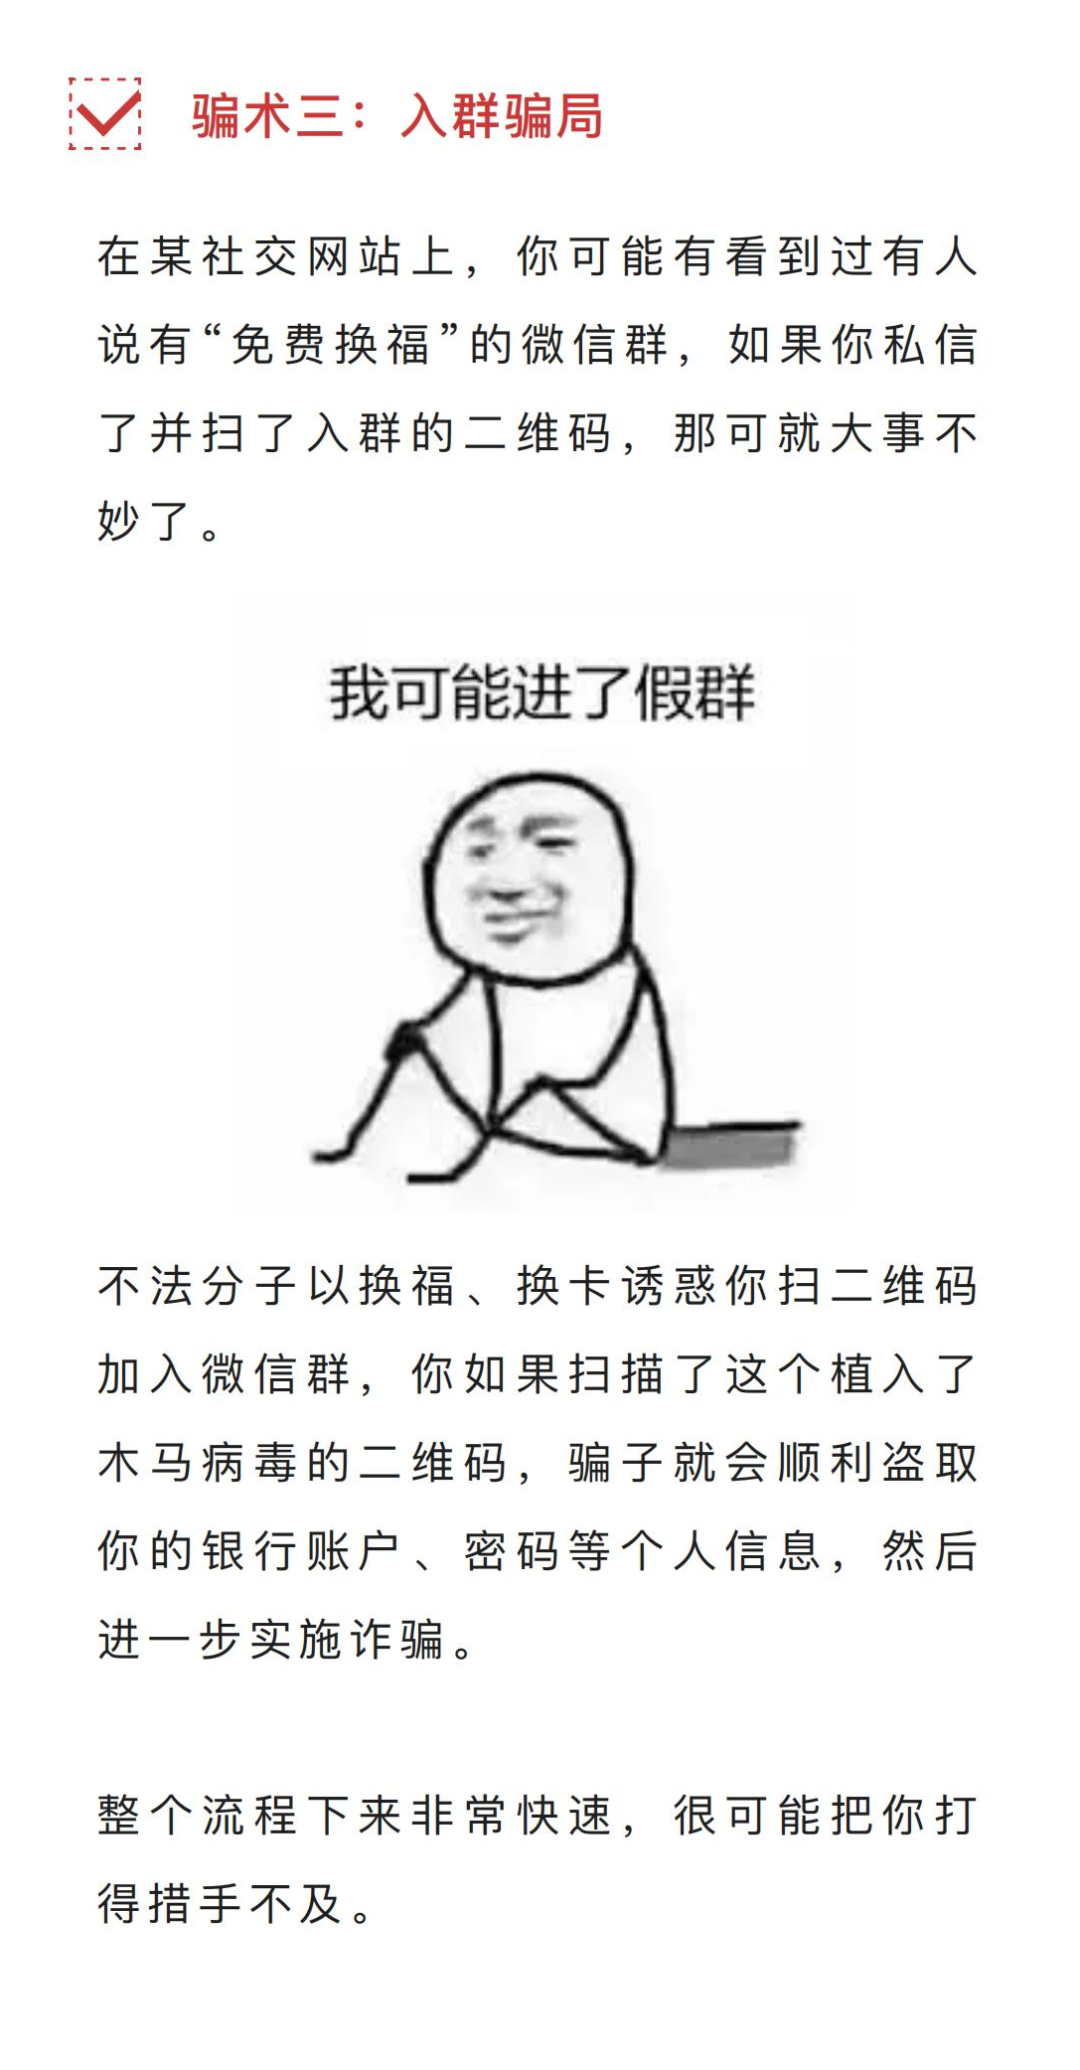 骗术三：入群骗局
在某社交网站上，你可能有看到过有人
说有“免费换福”的微信群，如果你私信
了并扫了入群的二维码，那可就大事不
妙了。
我可能进了假群
不法分子以换福、换卡诱惑你扫二维码
加入微信群，你如果扫描了这个植入了
木马病毒的二维码，骗子就会顺利盗取
你的银行账户、密码等个人信息，然后
进一步实施诈骗。
整个流程下来非常快速，很可能把你打
得措手不及。